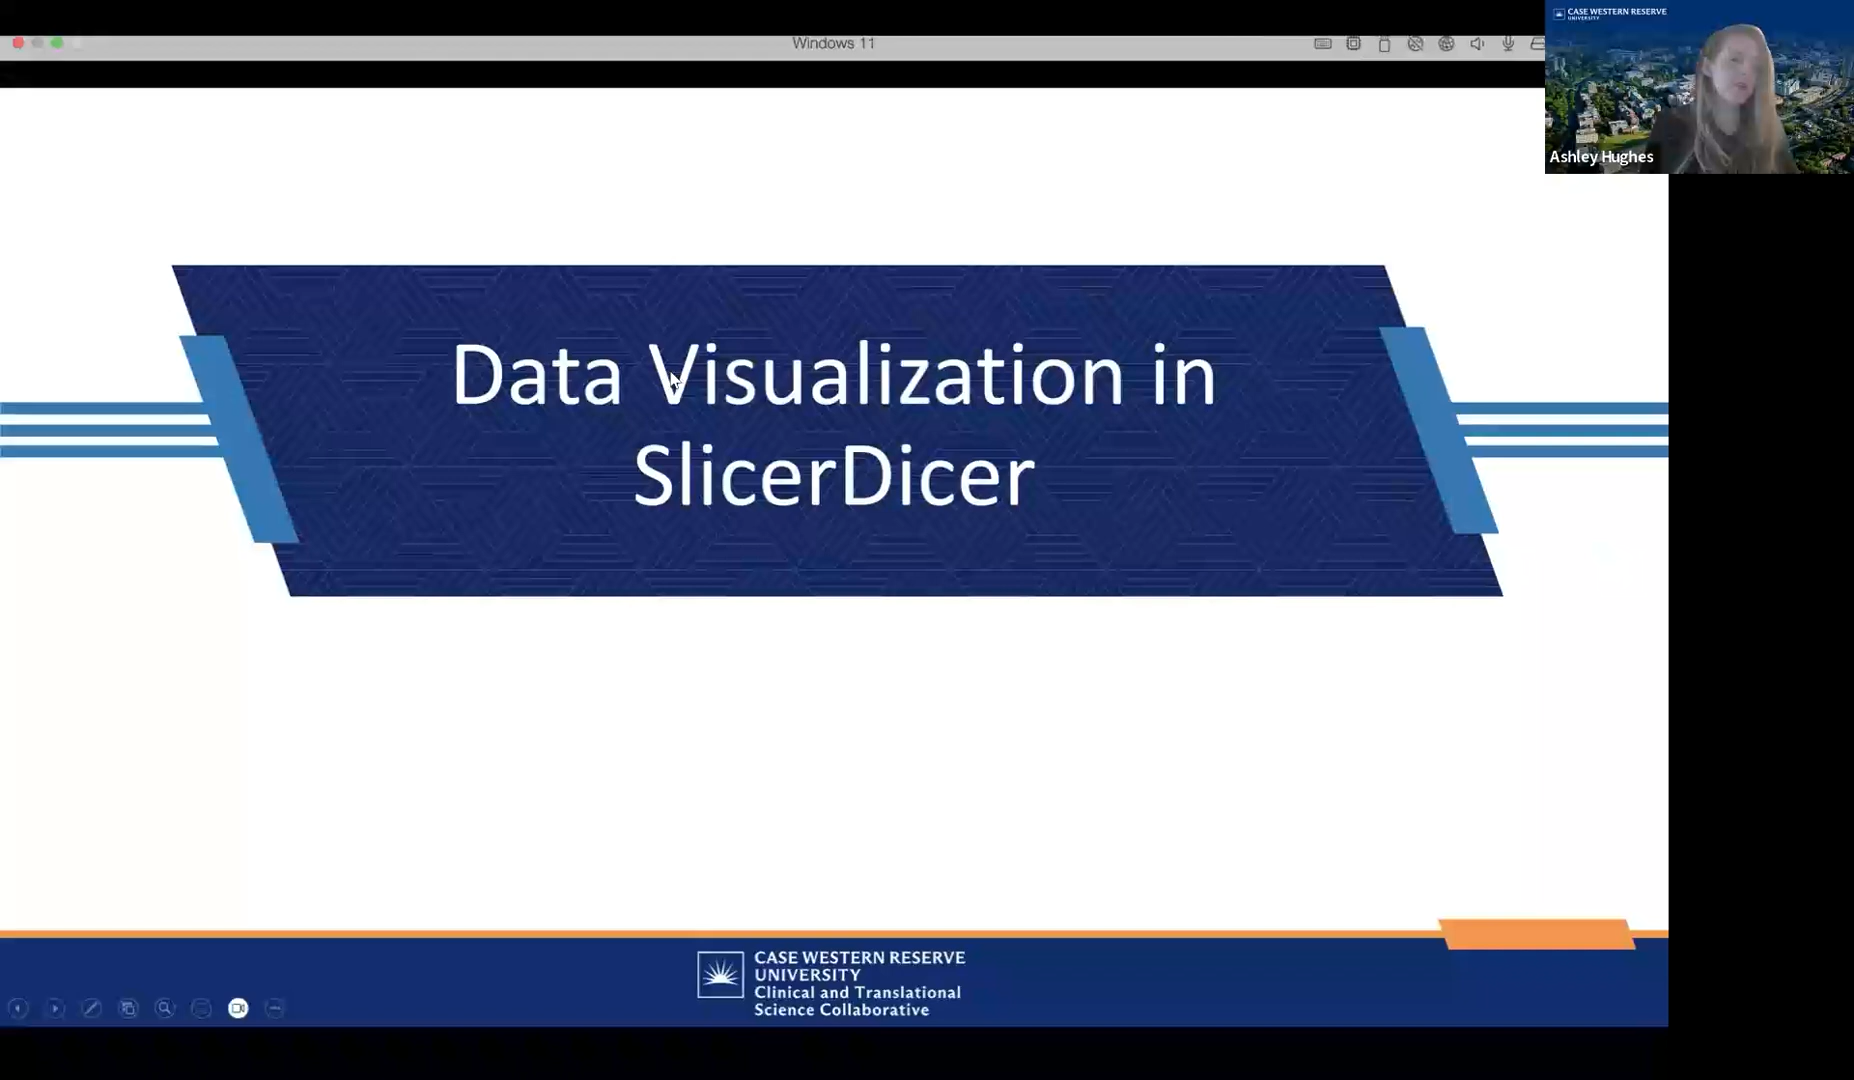 Windows 11
CASE WESTERN RESERVE
UNIVERSITY
Ashley Hughes
Data Visualization in
SlicerDicer
CASE WESTERN RESERVE
UNIVERSITY
Clinical and Translational
Science Collaborative